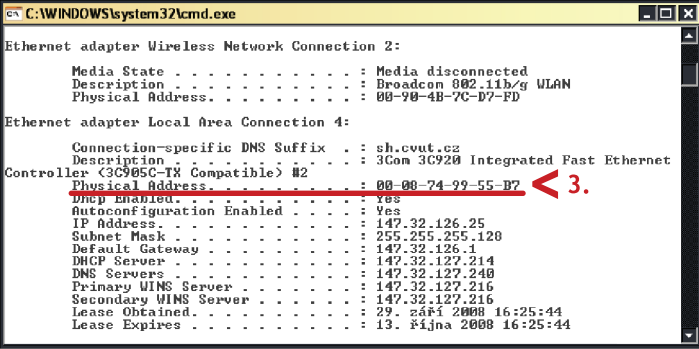 C:\WINDOWS\system32\cmd.exe
Ethernet adapter Wireless Network Connection 2:
Media State . . . . . . . . . . . : Media disconnected
Description . . . . . . . . . . . : Broadcom 802.11b/g WLAN
Physical Address. . . . . . . . . : 00-90-4B-7C-D7-FD
Ethernet adapter Local Area Connection 4:
Connection-specific DNS Suffix  . : sh.cvut.cz
Description . . . . . . . . . . . : 3Com 3C920 Integrated Fast Ethernet
Controller (3C905C-TX Compatible) #2
Physical Address. . . . . . . . . : 00-08-74-99-55-B7 < 3.
Dhcp Enabled. . . . . . . . . . . : Yes
Autoconfiguration Enabled . . . . : Yes
IP Address. . . . . . . . . . . . : 147.32.126.25
Subnet Mask . . . . . . . . . . . : 255.255.255.128
Default Gateway . . . . . . . . . : 147.32.126.1
DHCP Server . . . . . . . . . . . : 147.32.127.214
DNS Servers . . . . . . . . . . . : 147.32.127.240
Primary WINS Server . . . . . . . : 147.32.127.216
Secondary WINS Server . . . . . . : 147.32.127.216
Lease Obtained. . . . . . . . . . : 29. září 2008 16:25:44
Lease Expires . . . . . . . . . . : 13. října 2008 16:25:44